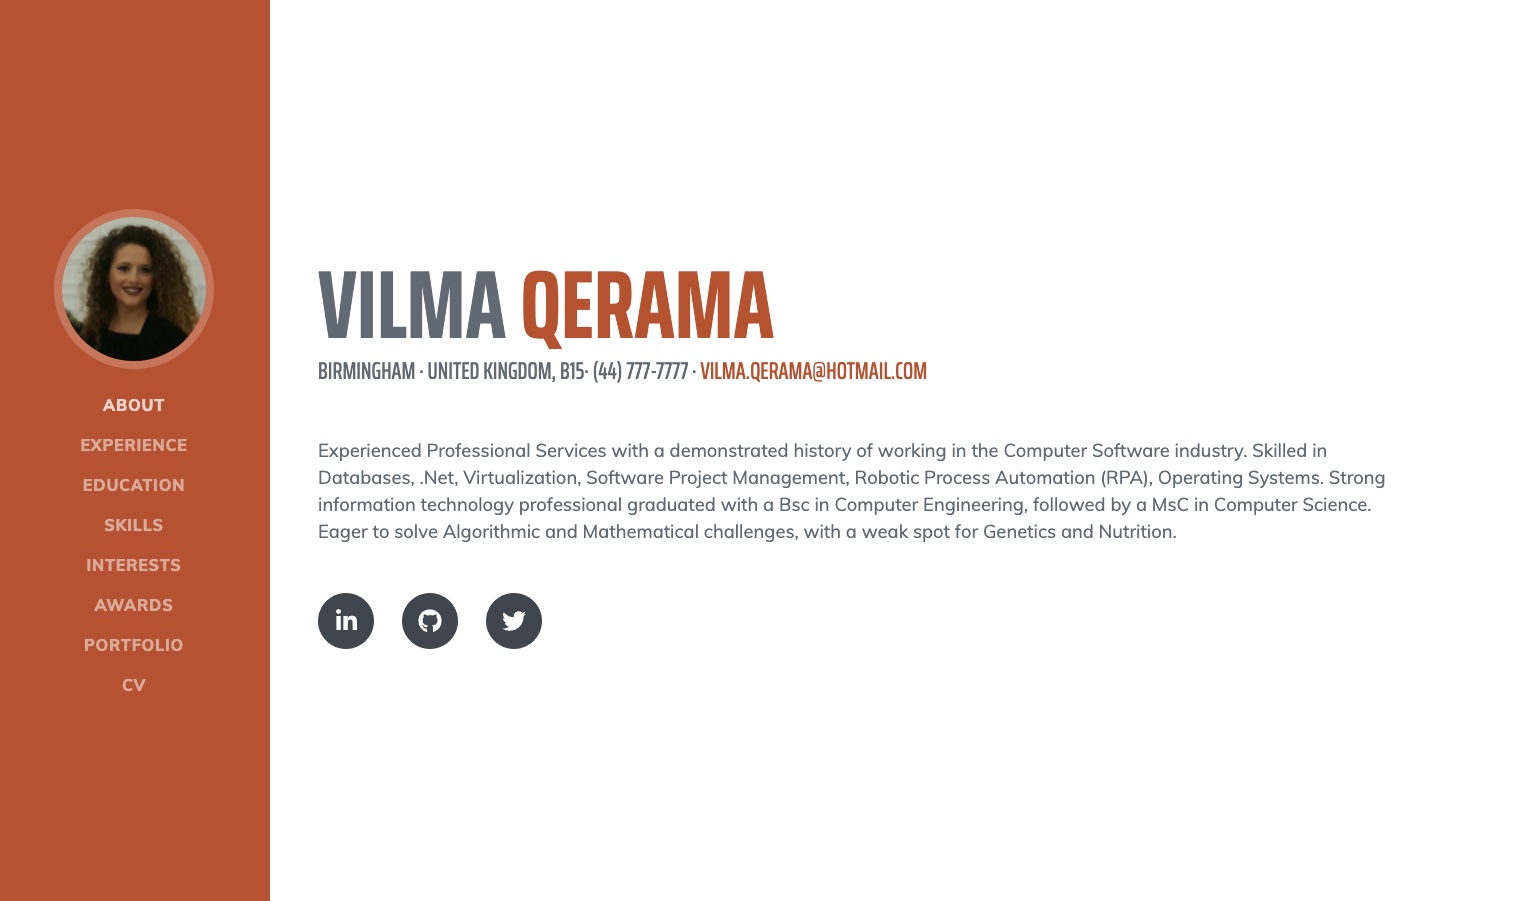 ABOUT
EXPERIENCE
EDUCATION
SKILLS
INTERESTS
AWARDS
PORTFOLIO
CV
VILMA QERAMA
BIRMINGHAM · UNITED KINGDOM, B15· (44) 777-7777 · VILMA.QERAMA@HOTMAIL.COM
Experienced Professional Services with a demonstrated history of working in the Computer Software industry. Skilled in
Databases, .Net, Virtualization, Software Project Management, Robotic Process Automation (RPA), Operating Systems. Strong
information technology professional graduated with a Bsc in Computer Engineering, followed by a MsC in Computer Science.
Eager to solve Algorithmic and Mathematical challenges, with a weak spot for Genetics and Nutrition.
in